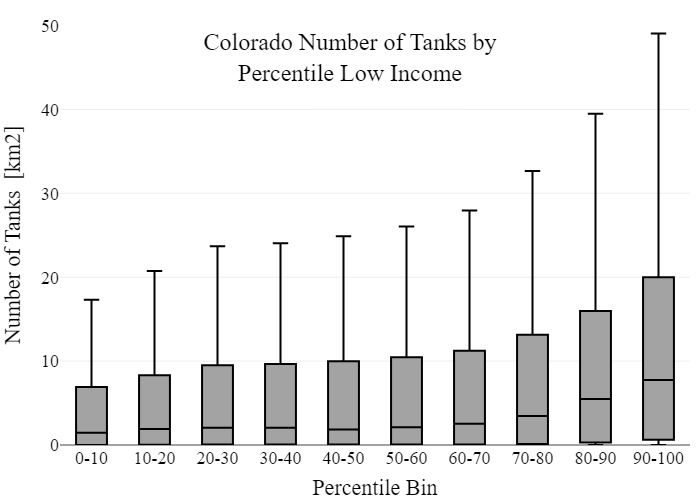 Colorado Number of Tanks by
Percentile Low Income
Number of Tanks [km2]
50
40
30
20
10
0
0-10 10-20 20-30 30-40 40-50 50-60 60-70 70-80 80-90 90-100
Percentile Bin